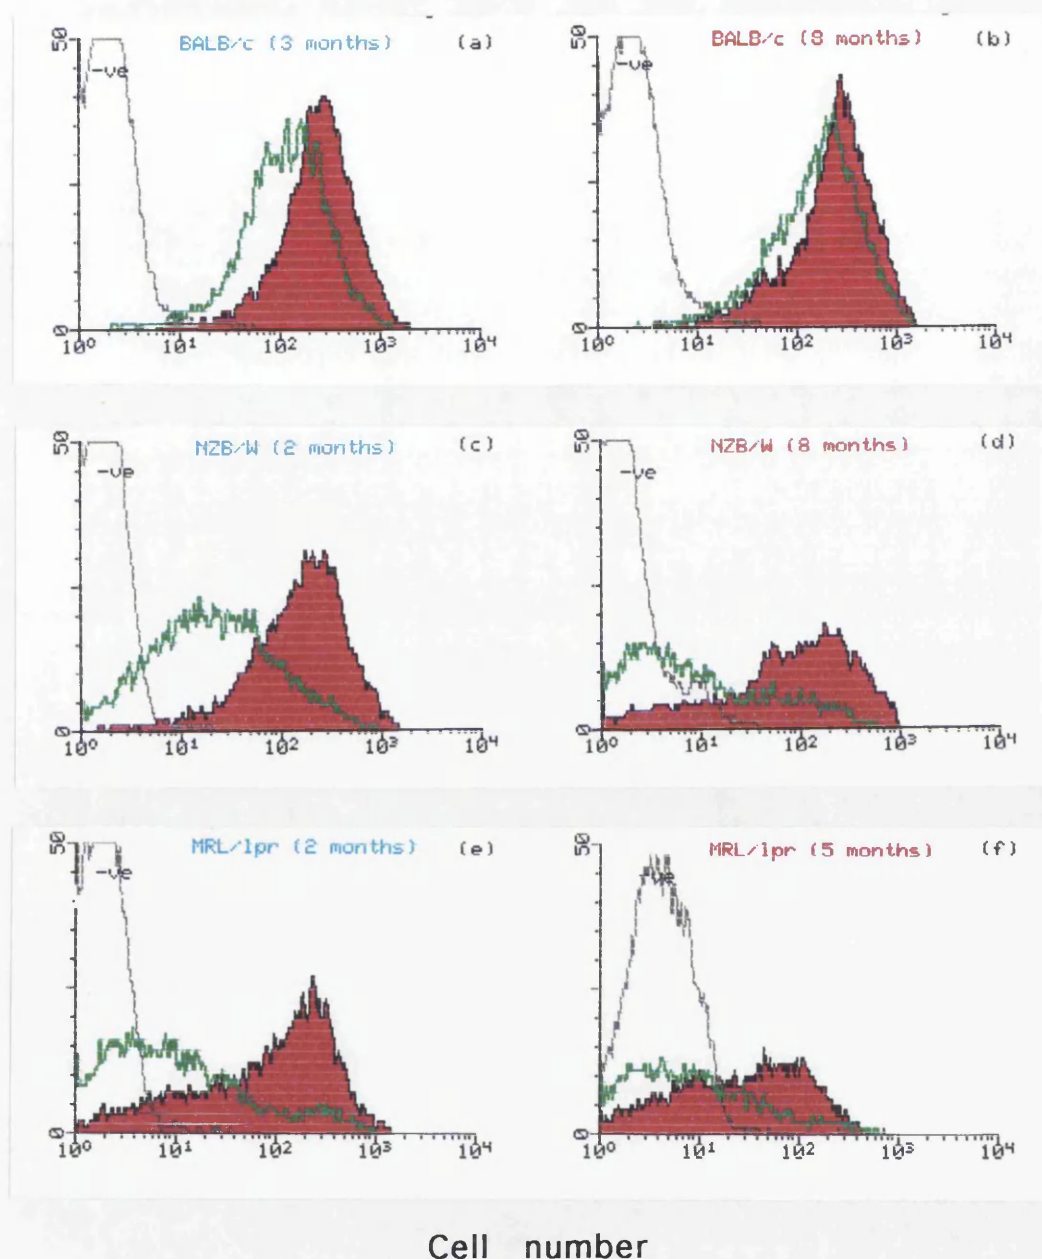 50 BALB/c (3 months) (a)
-ve
0
10⁰ 10¹ 10² 10³ 10⁴
50 BALB/c (8 months) (b)
-ve
0
10⁰ 10¹ 10² 10³ 10⁴
50 NZB/W (2 months) (c)
-ve
0
10⁰ 10¹ 10² 10³ 10⁴
50 NZB/W (8 months) (d)
-ve
0
10⁰ 10¹ 10² 10³ 10⁴
50 MRL/lpr (2 months) (e)
-ve
0
10⁰ 10¹ 10² 10³ 10⁴
50 MRL/lpr (5 months) (f)
-ve
0
10⁰ 10¹ 10² 10³ 10⁴
Cell number